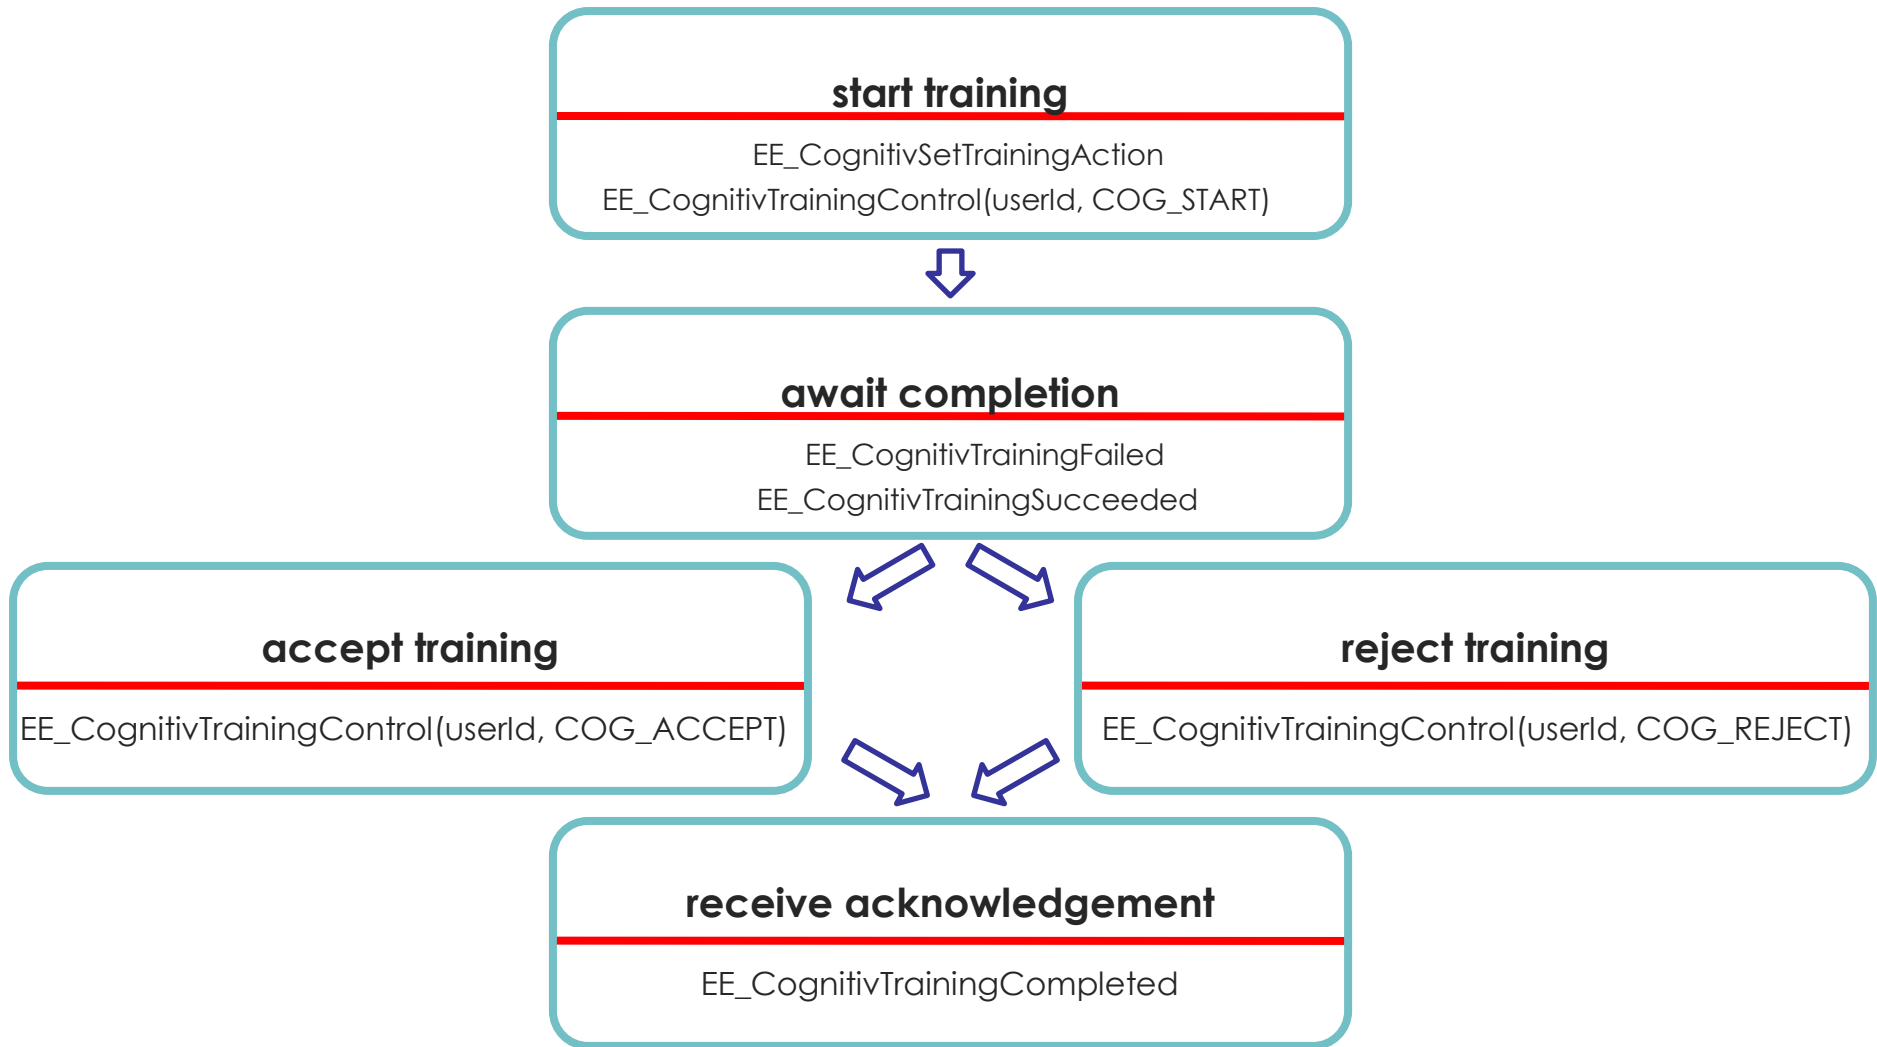 start training
EE_CognitivSetTrainingAction
EE_CognitivTrainingControl(userId, COG_START)
await completion
EE_CognitivTrainingFailed
EE_CognitivTrainingSucceeded
accept training
EE_CognitivTrainingControl(userId, COG_ACCEPT)
reject training
EE_CognitivTrainingControl(userId, COG_REJECT)
receive acknowledgement
EE_CognitivTrainingCompleted